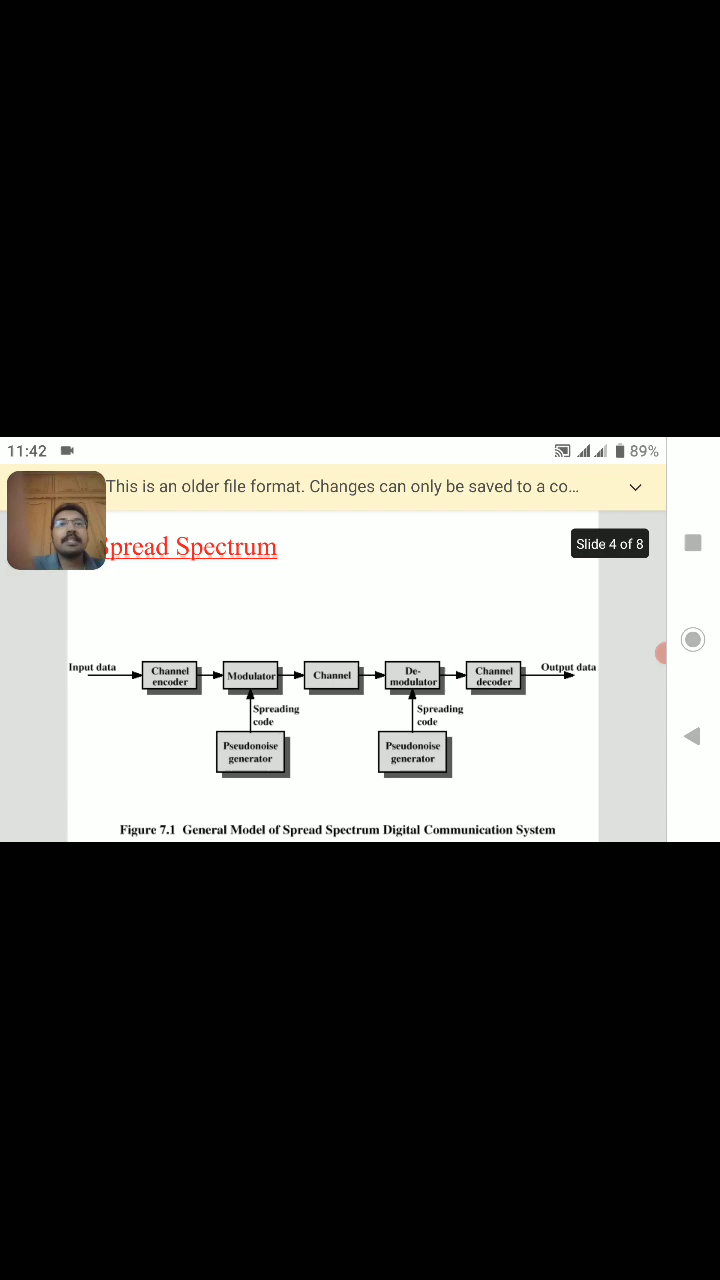 11:42
89%
This is an older file format. Changes can only be saved to a co...
Spread Spectrum
Slide 4 of 8
Input data
Channel
encoder
Modulator
Channel
De-
modulator
Channel
decoder
Output data
Spreading
code
Spreading
code
Pseudonoise
generator
Pseudonoise
generator
Figure 7.1 General Model of Spread Spectrum Digital Communication System